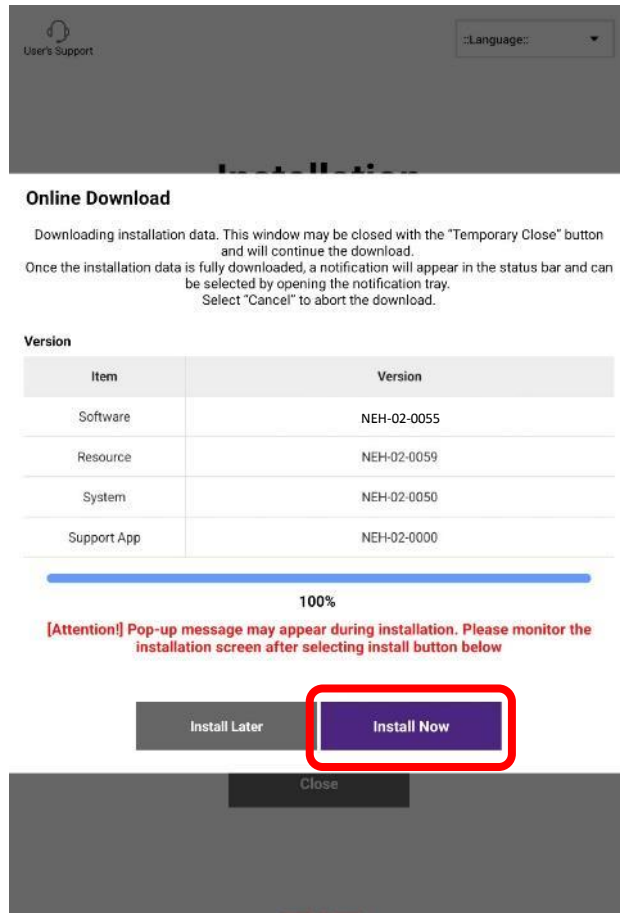 User's Support
::Language::
Installation
Online Download
Downloading installation data. This window may be closed with the "Temporary Close" button
and will continue the download.
Once the installation data is fully downloaded, a notification will appear in the status bar and can
be selected by opening the notification tray.
Select "Cancel" to abort the download.
Version
Item Version
Software NEH-02-0055
Resource NEH-02-0059
System NEH-02-0050
Support App NEH-02-0000
100%
[Attention!] Pop-up message may appear during installation. Please monitor the
installation screen after selecting install button below
Install Later Install Now
Close